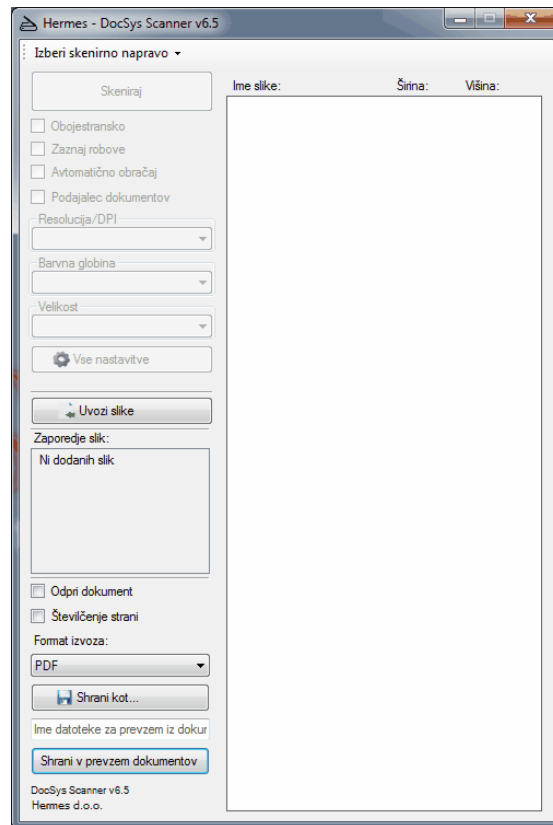 Hermes - DocSys Scanner v6.5
Izberi skenirno napravo
Skeniraj
Obojestransko
Zaznaj robove
Avtomatično obračaj
Podajalec dokumentov
Resolucija/DPI
Barvna globina
Velikost
Vse nastavitve
Uvozi slike
Zaporedje slik:
Ni dodanih slik
Odpri dokument
Številčenje strani
Format izvoza:
PDF
Shrani kot...
Ime datoteke za prevzem iz dokur
Shrani v prevzem dokumentov
DocSys Scanner v6.5
Hermes d.o.o.
Ime slike: Širina: Višina: